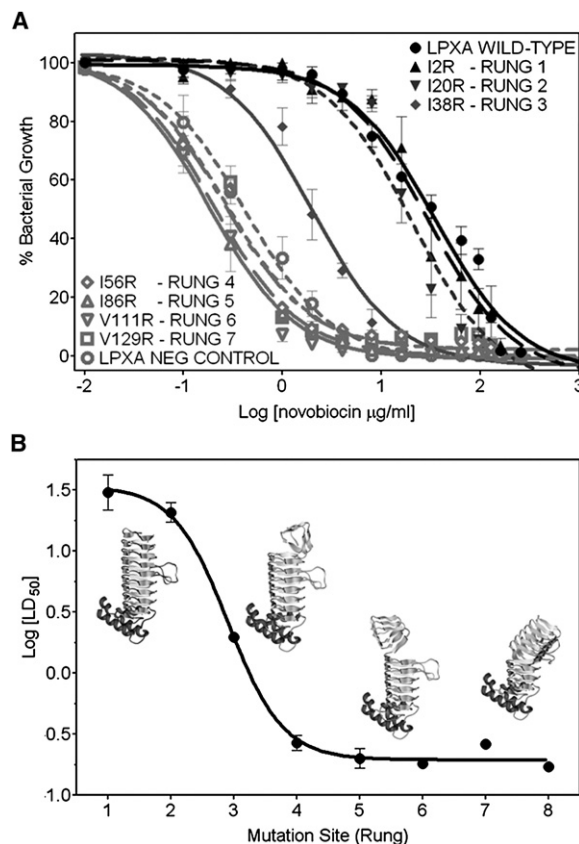 A
LPXA WILD-TYPE
I2R - RUNG 1
I20R - RUNG 2
I38R - RUNG 3
100
80
60
40
20
0
% Bacterial Growth
I56R - RUNG 4
I86R - RUNG 5
V111R - RUNG 6
V129R - RUNG 7
LPXA NEG CONTROL
-2 -1 0 1 2 3
Log [novobiocin µg/ml]
B
1.5
1.0
0.5
0.0
-0.5
-1.0
Log [LD50]
1 2 3 4 5 6 7 8
Mutation Site (Rung)